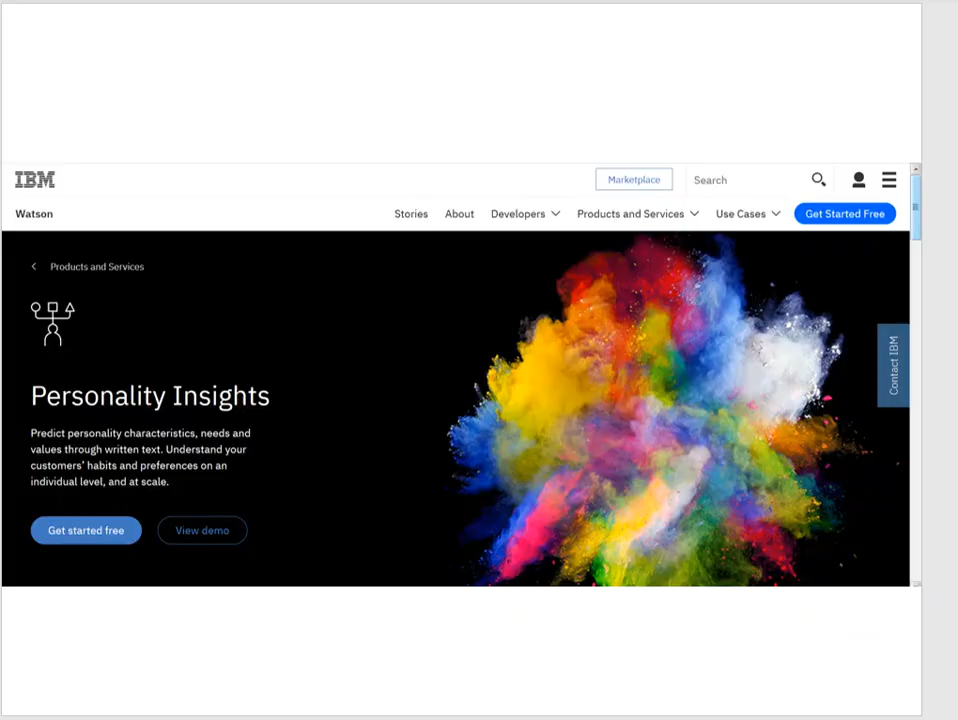 IBM
Marketplace
Search
Watson
Stories
About
Developers
Products and Services
Use Cases
Get Started Free
Products and Services
Personality Insights
Predict personality characteristics, needs and
values through written text. Understand your
customers' habits and preferences on an
individual level, and at scale.
Get started free
View demo
Contact IBM